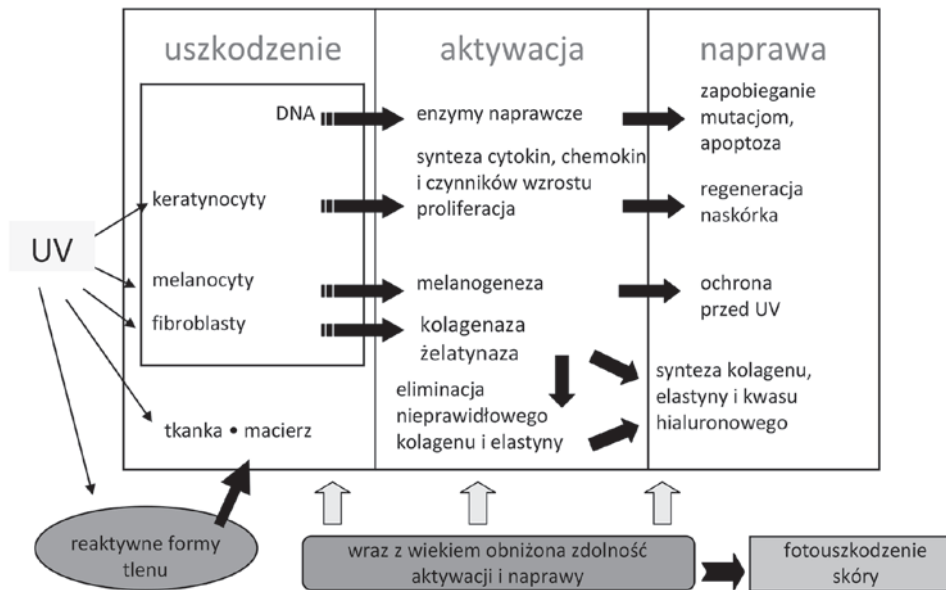 uszkodzenie
aktywacja
naprawa
DNA
enzymy naprawcze
zapobieganie
mutacjom,
apoptoza
synteza cytokin, chemokin
i czynników wzrostu
proliferacja
keratynocyty
regeneracja
naskórka
UV
melanocyty
melanogeneza
ochrona
przed UV
fibroblasty
kolagenaza
żelatynaza
eliminacja
nieprawidłowego
kolagenu i elastyny
synteza kolagenu,
elastyny i kwasu
hialuronowego
tkanka • macierz
reaktywne formy
tlenu
wraz z wiekiem obniżona zdolność
aktywacji i naprawy
fotouszkodzenie
skóry